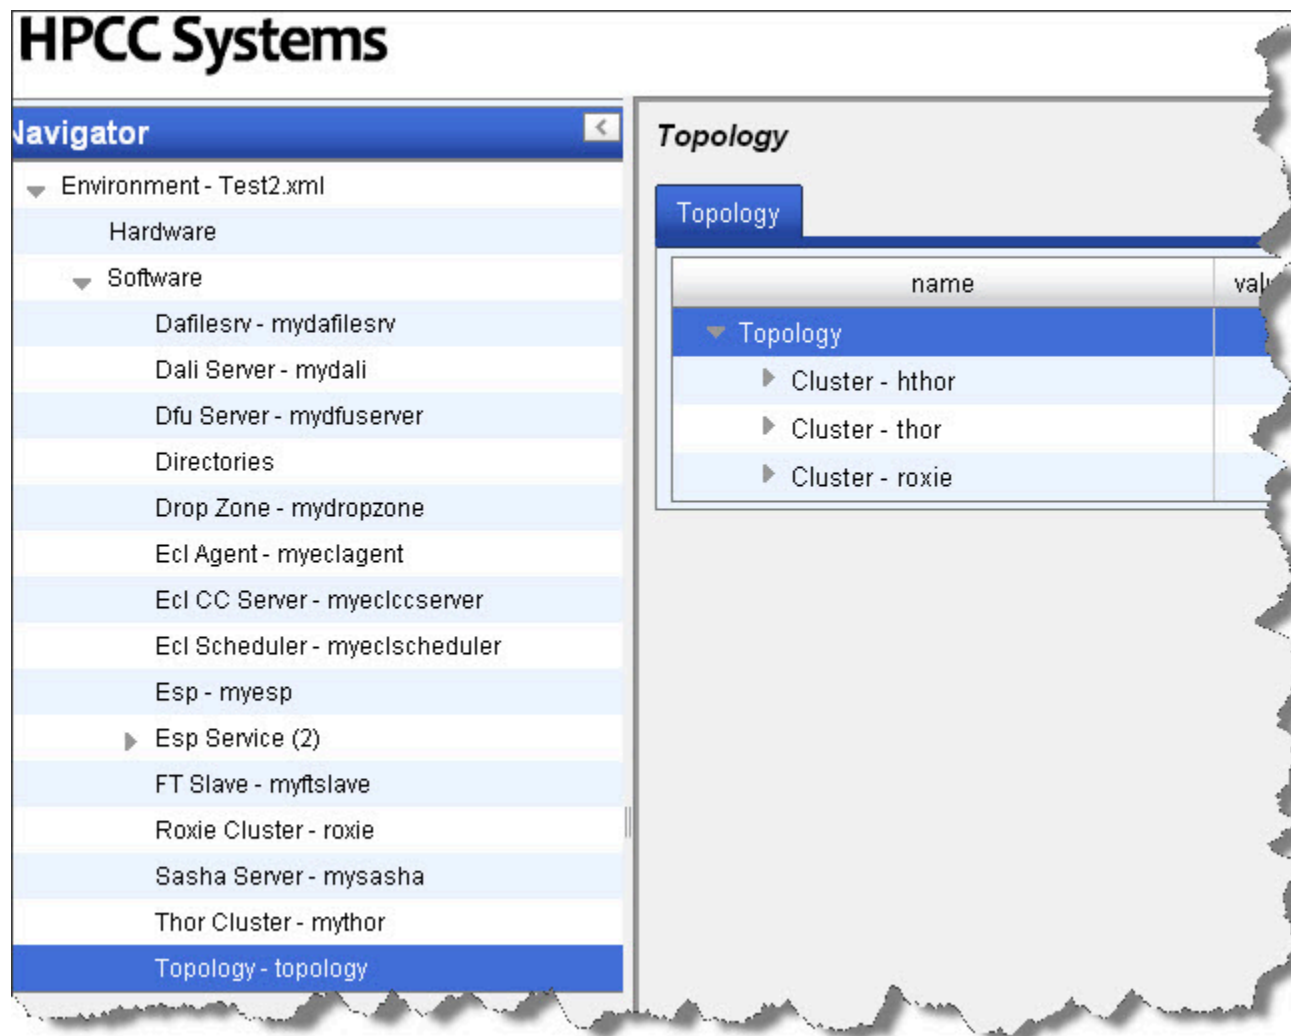 HPCC Systems
Navigator
Environment - Test2.xml
Hardware
Software
Dafilesrv - mydafilesrv
Dali Server - mydali
Dfu Server - mydfuserver
Directories
Drop Zone - mydropzone
Ecl Agent - myeclagent
Ecl CC Server - myeclccserver
Ecl Scheduler - myeclscheduler
Esp - myesp
Esp Service (2)
FT Slave - myftslave
Roxie Cluster - roxie
Sasha Server - mysasha
Thor Cluster - mythor
Topology - topology
Topology
Topology
name
Topology
Cluster - hthor
Cluster - thor
Cluster - roxie